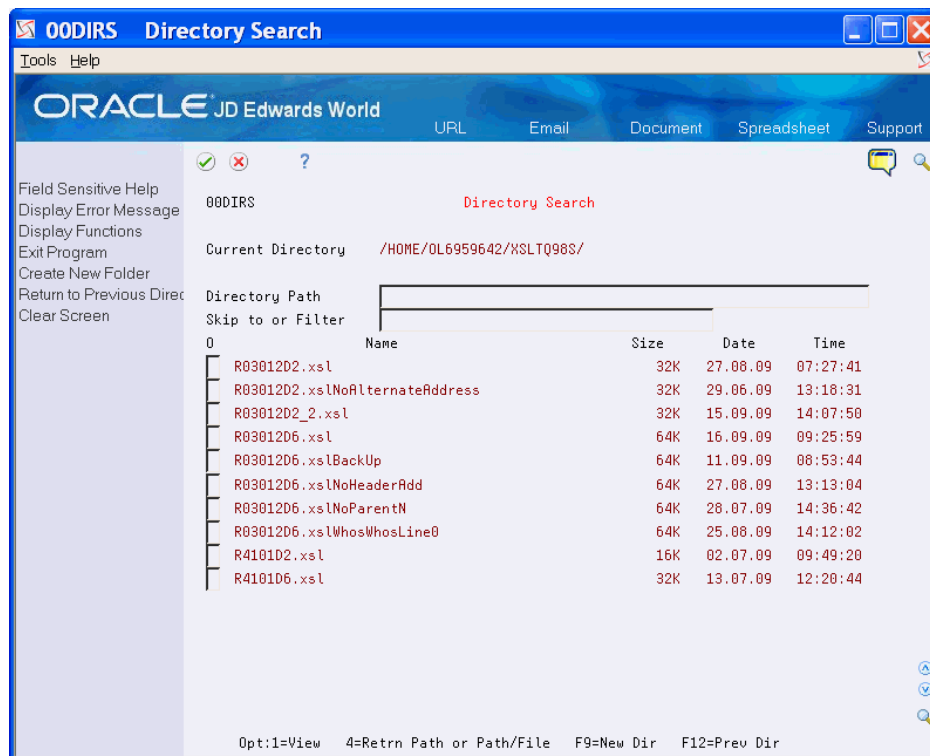 00DIRS Directory Search
Tools Help
ORACLE JD Edwards World
URL Email Document Spreadsheet Support
?
Field Sensitive Help
Display Error Message
Display Functions
Exit Program
Create New Folder
Return to Previous Direc
Clear Screen
00DIRS Directory Search
Current Directory /HOME/OL6959642/XSLTQ98S/
Directory Path
Skip to or Filter
O Name Size Date Time
R03012D2.xsl 32K 27.08.09 07:27:41
R03012D2.xslNoAlternateAddress 32K 29.06.09 13:18:31
R03012D2_2.xsl 32K 15.09.09 14:07:50
R03012D6.xsl 64K 16.09.09 09:25:59
R03012D6.xslBackUp 64K 11.09.09 08:53:44
R03012D6.xslNoHeaderAdd 64K 27.08.09 13:13:04
R03012D6.xslNoParentN 64K 28.07.09 14:36:42
R03012D6.xslWhosWhosLine0 64K 25.08.09 14:12:02
R4101D2.xsl 16K 02.07.09 09:49:20
R4101D6.xsl 32K 13.07.09 12:20:44
Opt:1=View 4=Retrn Path or Path/File F9=New Dir F12=Prev Dir